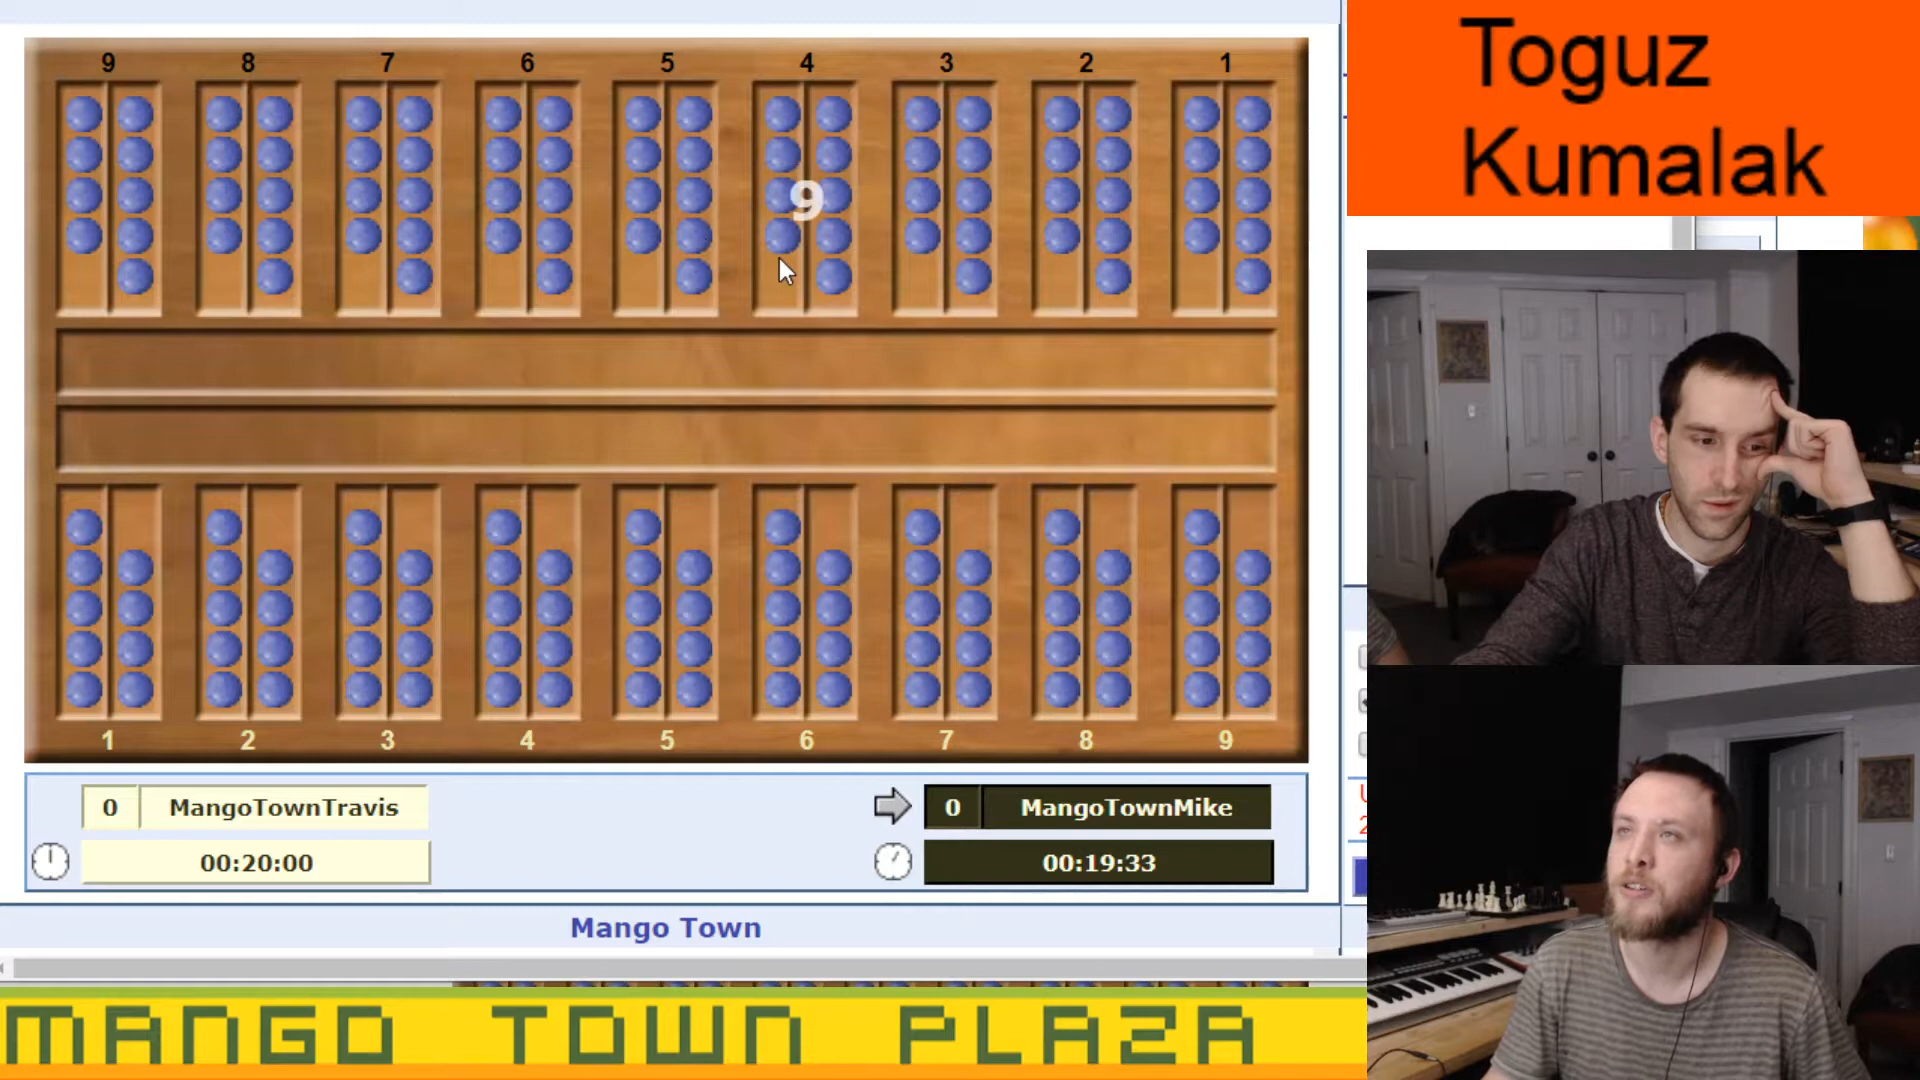 9 8 7 6 5 4 3 2 1
9
1 2 3 4 5 6 7 8 9
0 MangoTownTravis
0 MangoTownMike
00:20:00
00:19:33
Mango Town
MANGO TOWN PLAZA
Toguz
Kumalak